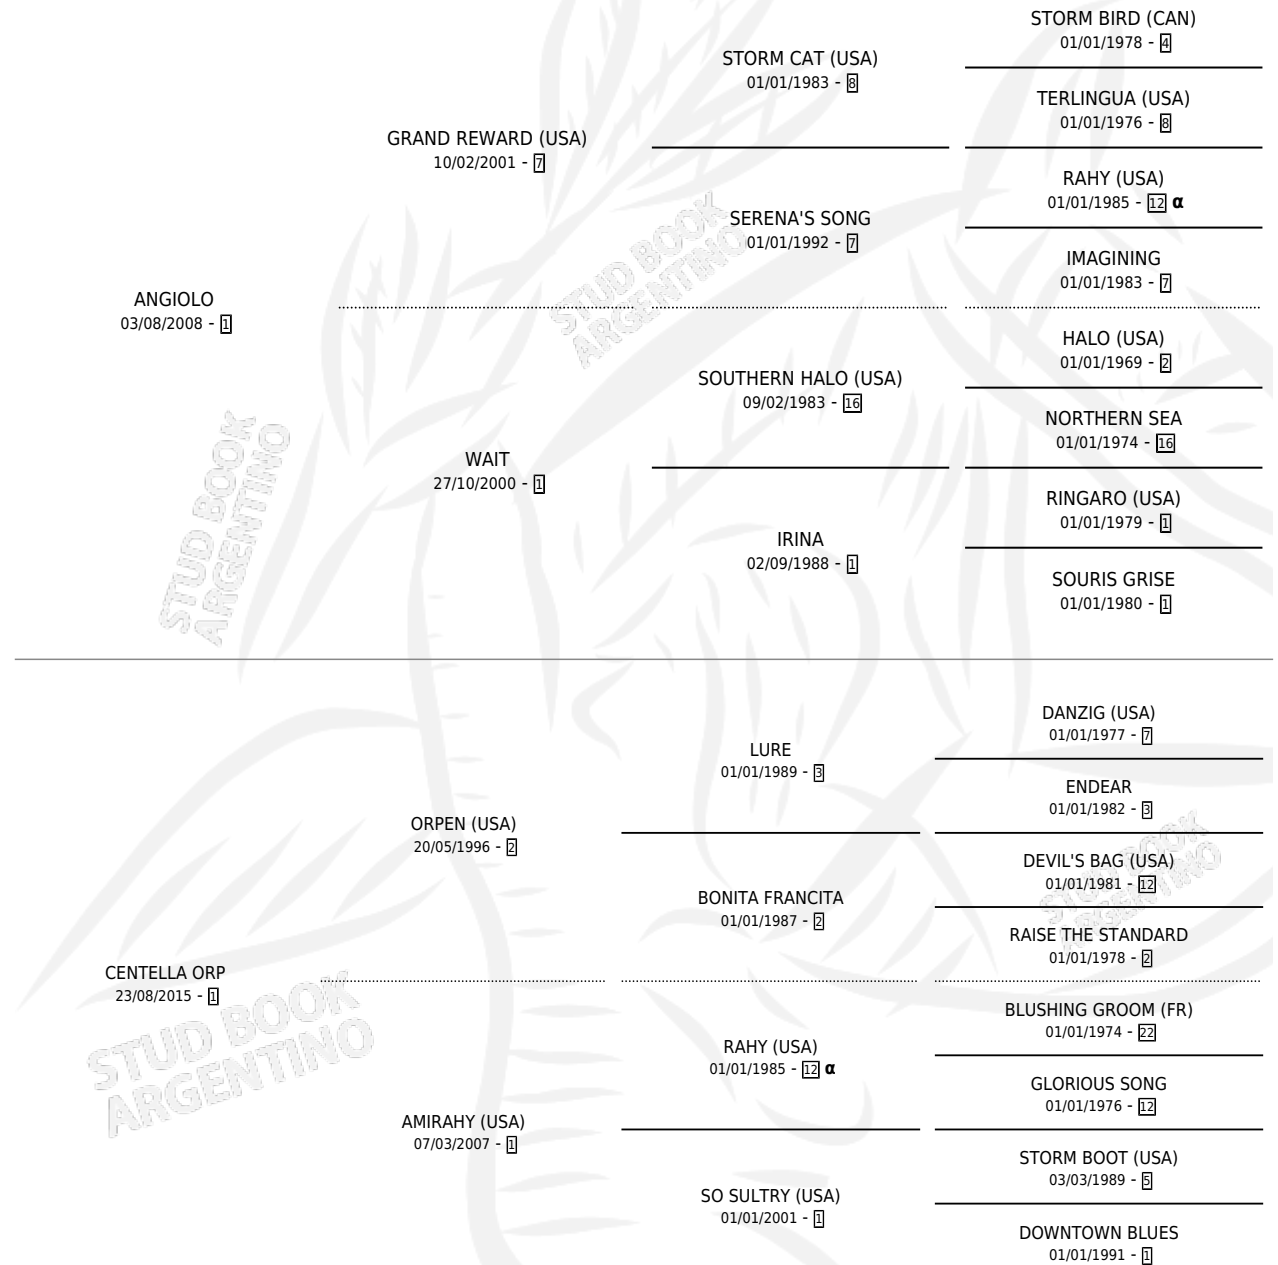 STORM BIRD (CAN)
01/01/1978 - 4
STORM CAT (USA)
01/01/1983 - 8
TERLINGUA (USA)
01/01/1976 - 8
GRAND REWARD (USA)
10/02/2001 - 7
RAHY (USA)
01/01/1985 - 12 α
SERENA'S SONG
01/01/1992 - 7
IMAGINING
01/01/1983 - 7
ANGIOLO
03/08/2008 - 1
HALO (USA)
01/01/1969 - 2
SOUTHERN HALO (USA)
09/02/1983 - 16
NORTHERN SEA
01/01/1974 - 16
WAIT
27/10/2000 - 1
RINGARO (USA)
01/01/1979 - 1
IRINA
02/09/1988 - 1
SOURIS GRISE
01/01/1980 - 1
DANZIG (USA)
01/01/1977 - 7
LURE
01/01/1989 - 3
ENDEAR
01/01/1982 - 3
ORPEN (USA)
20/05/1996 - 2
DEVIL'S BAG (USA)
01/01/1981 - 12
BONITA FRANCITA
01/01/1987 - 2
RAISE THE STANDARD
01/01/1978 - 2
CENTELLA ORP
23/08/2015 - 1
BLUSHING GROOM (FR)
01/01/1974 - 22
RAHY (USA)
01/01/1985 - 12 α
GLORIOUS SONG
01/01/1976 - 12
AMIRAHY (USA)
07/03/2007 - 1
STORM BOOT (USA)
03/03/1989 - 5
SO SULTRY (USA)
01/01/2001 - 1
DOWNTOWN BLUES
01/01/1991 - 1
STUD BOOK
ARGENTINO
STUD BOOK
ARGENTINO
STUD BOOK
ARGENTINO
STUD BOOK
ARGENTINO